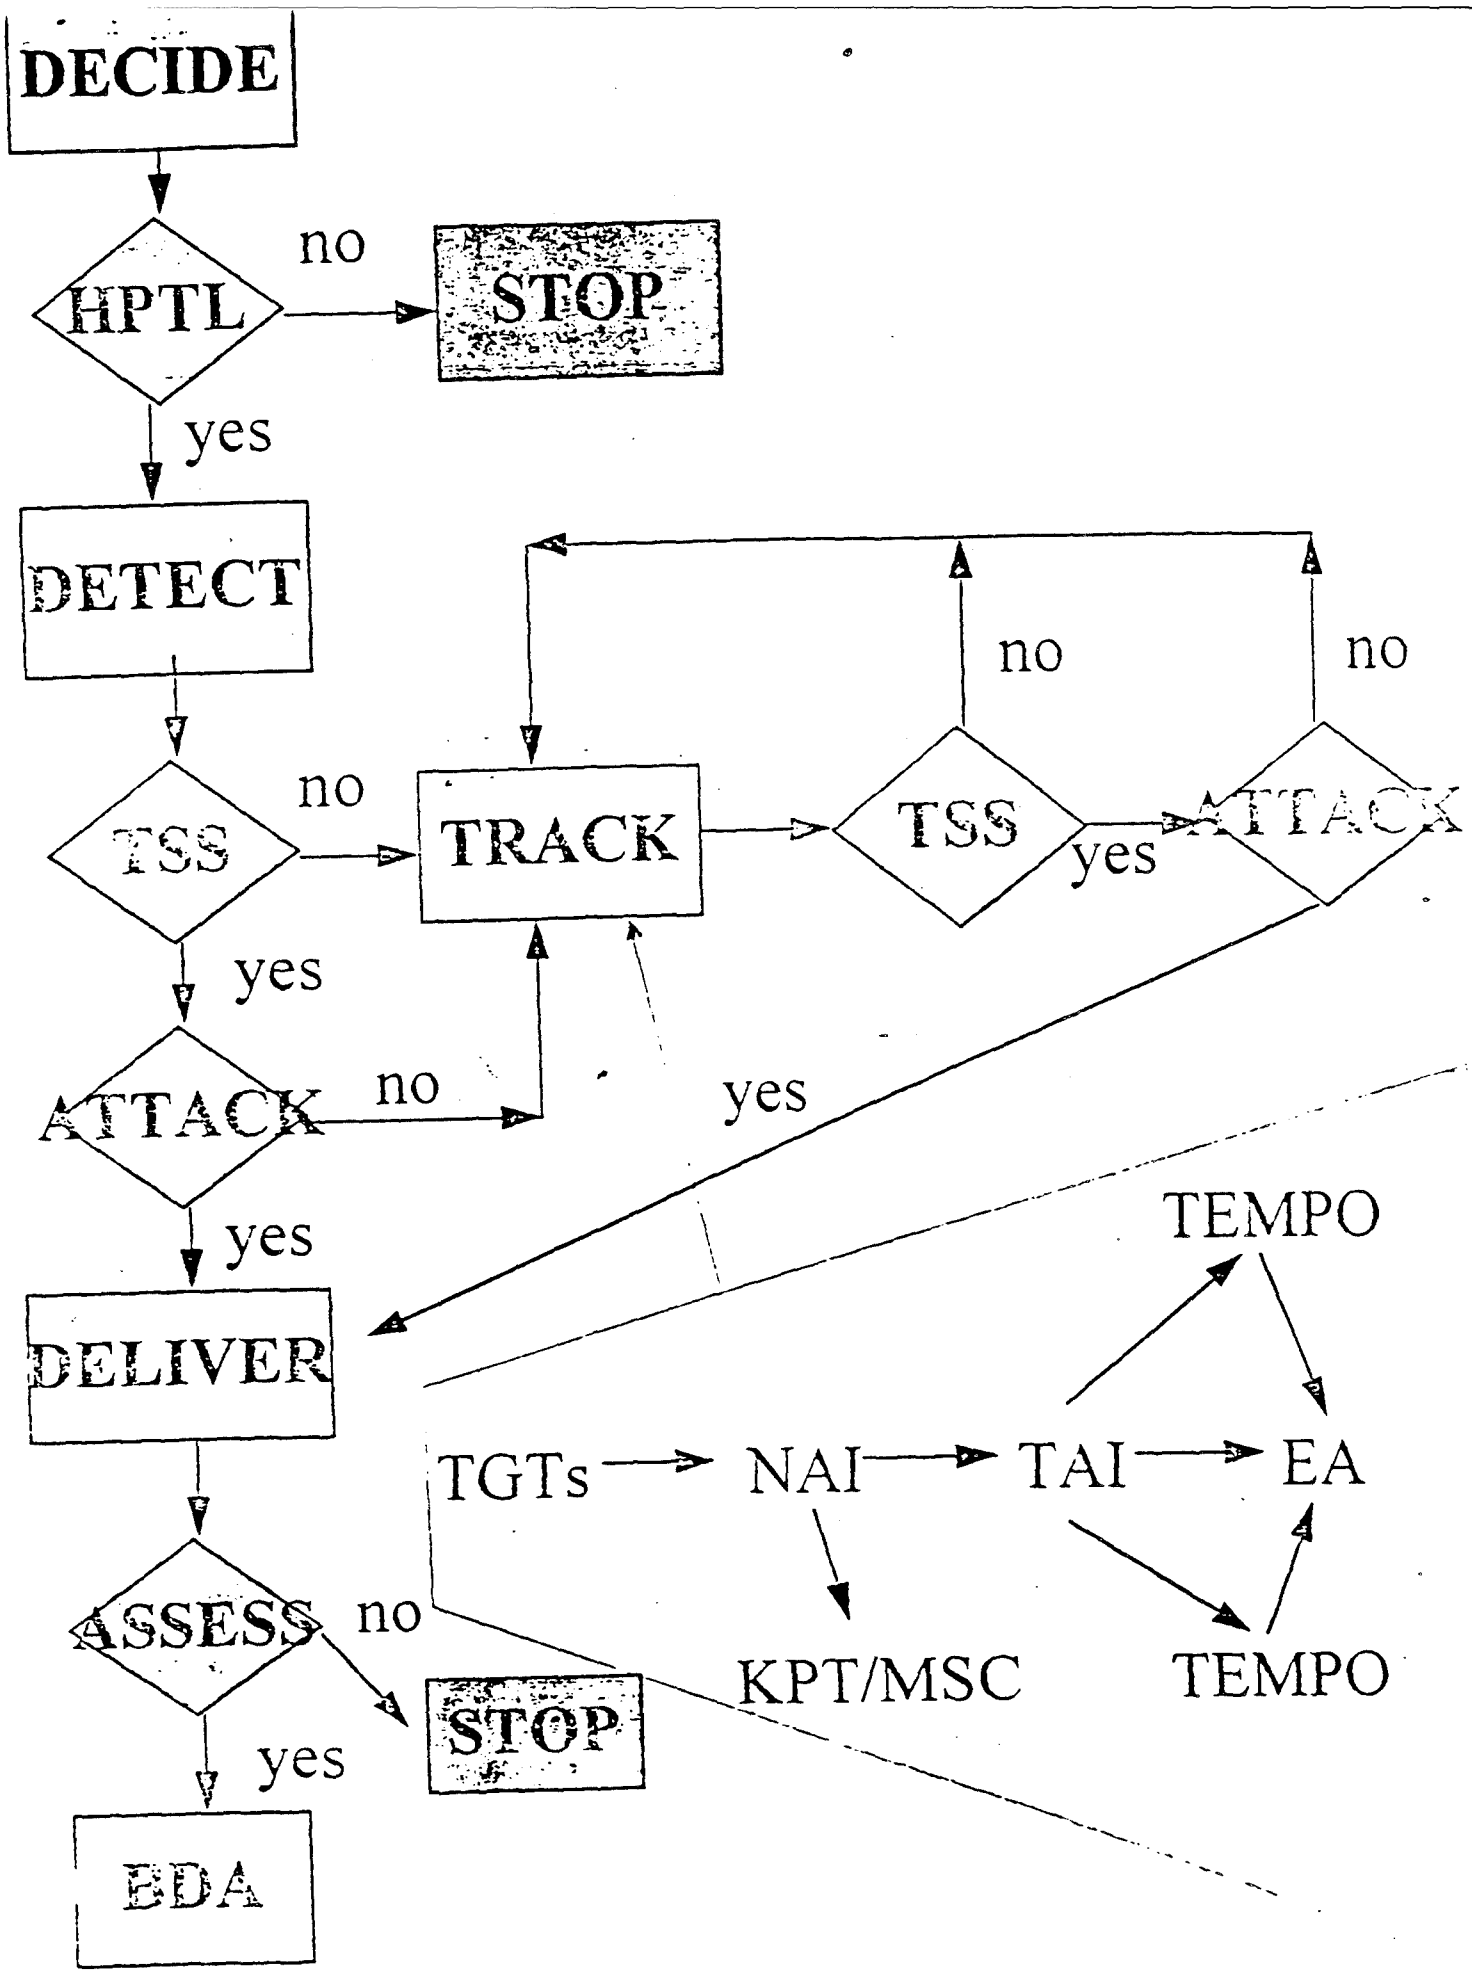 DECIDE
no
HPTL
STOP
yes
DETECT
no
no
no
TSS
TRACK
TSS
yes
ATTACK
yes
ATTACK
no
yes
yes
TEMPO
DELIVER
TGTs
NAI
TAI
EA
ASSESS
no
KPT/MSC
TEMPO
STOP
yes
BDA